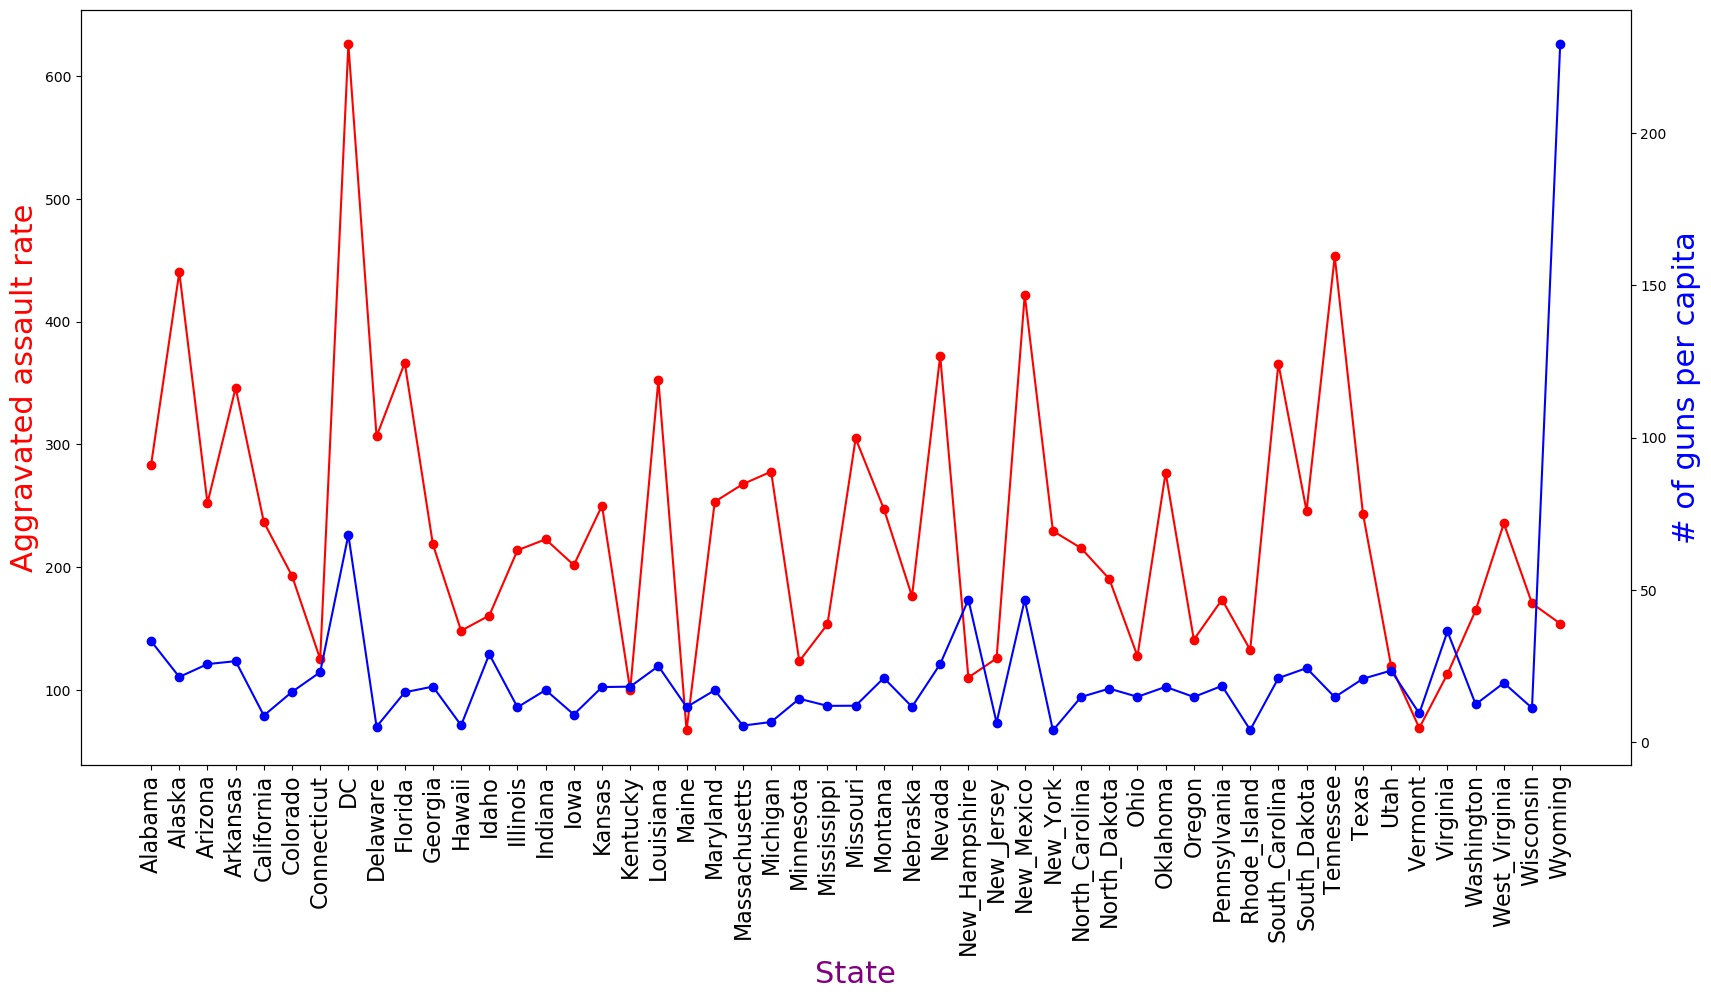 Aggravated assault rate
600
500
400
300
200
100
# of guns per capita
200
150
100
50
0
Alabama
Alaska
Arizona
Arkansas
California
Colorado
Connecticut
DC
Delaware
Florida
Georgia
Hawaii
Idaho
Illinois
Indiana
Iowa
Kansas
Kentucky
Louisiana
Maine
Maryland
Massachusetts
Michigan
Minnesota
Mississippi
Missouri
Montana
Nebraska
Nevada
New_Hampshire
New_Jersey
New_Mexico
New_York
North_Carolina
North_Dakota
Ohio
Oklahoma
Oregon
Pennsylvania
Rhode_Island
South_Carolina
South_Dakota
Tennessee
Texas
Utah
Vermont
Virginia
Washington
West_Virginia
Wisconsin
Wyoming
State